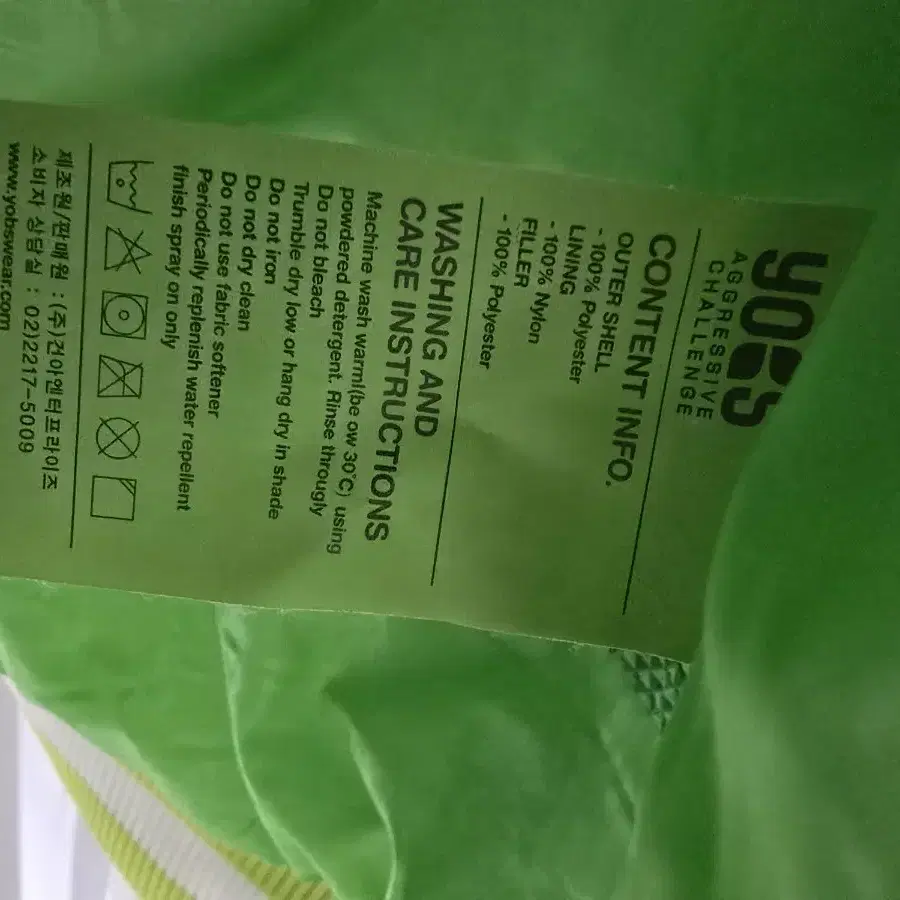 YOBS
AGGRESSIVE
CHALLENGE
CONTENT INFO.
OUTER SHELL
- 100% Polyester
LINING
- 100% Nylon
FILLER
- 100% Polyester
WASHING AND
CARE INSTRUCTIONS
Machine wash warm(be ow 30°C) using
powdered detergent. Rinse througly
Do not bleach
Trumble dry low or hang dry in shade
Do not iron
Do not dry clean
Do not use fabric softener
Periodically replenish water repellent
finish spray on only
제조원/판매원 : (주)건아엔터프라이즈
소비자 상담실 : 02)2217-5009
www.yobswear.com